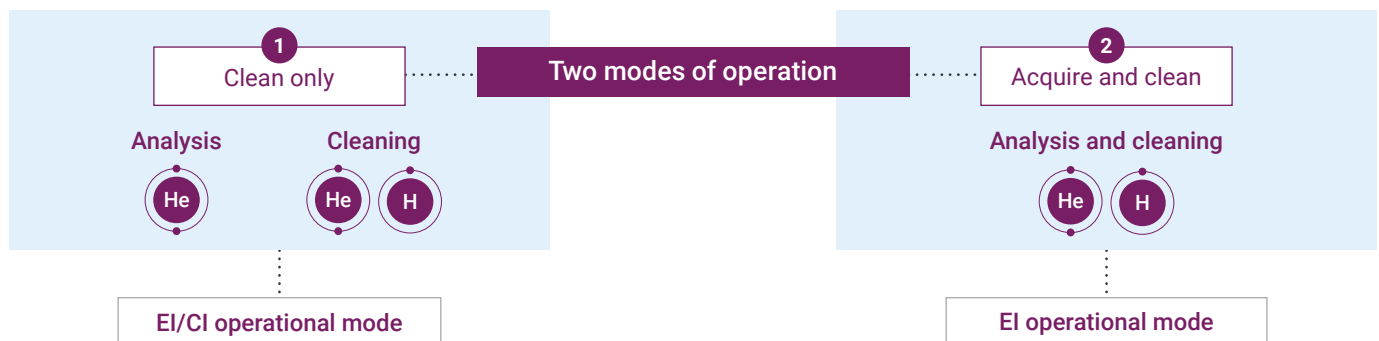 Two modes of operation
1
Clean only
Analysis
Cleaning
He
He
H
EI/CI operational mode
2
Acquire and clean
Analysis and cleaning
He
H
EI operational mode